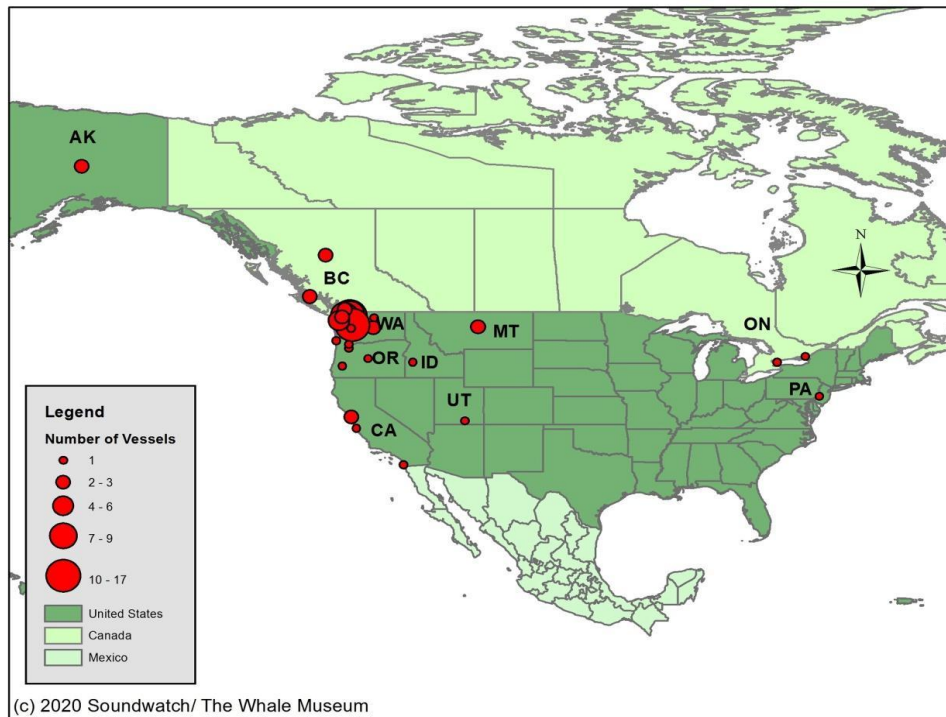 AK
N
BC
ON
WA
MT
OR
ID
PA
UT
CA
Legend
Number of Vessels
1
2 - 3
4 - 6
7 - 9
10 - 17
United States
Canada
Mexico
(c) 2020 Soundwatch/ The Whale Museum